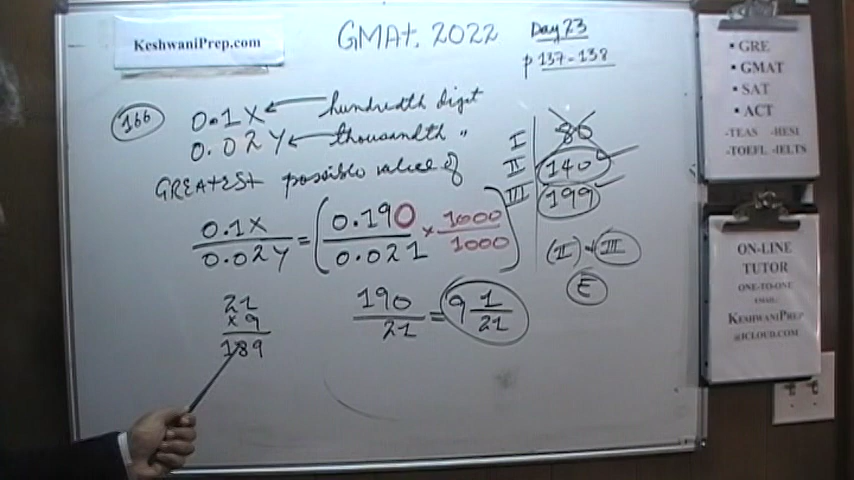 KeshwaniPrep.com
GMAt. 2022
Day 23
p 137-138
166
0.1X ← hundredth digit
0.02Y ← thousandth "
GREAtESt possible value of
0.1X / 0.02Y = ( 0.190 / 0.021 × 1000 / 1000 )
21
× 9
189
190 / 21 = 9 1/21
I 80
II 140
III 199
(II) + III
E
• GRE
• GMAT
• SAT
• ACT
-TEAS -HESI
-TOEFL -IELTS
ON-LINE
TUTOR
ONE-TO-ONE
EMAIL:
KESHWANIPREP
@ICLOUD.COM